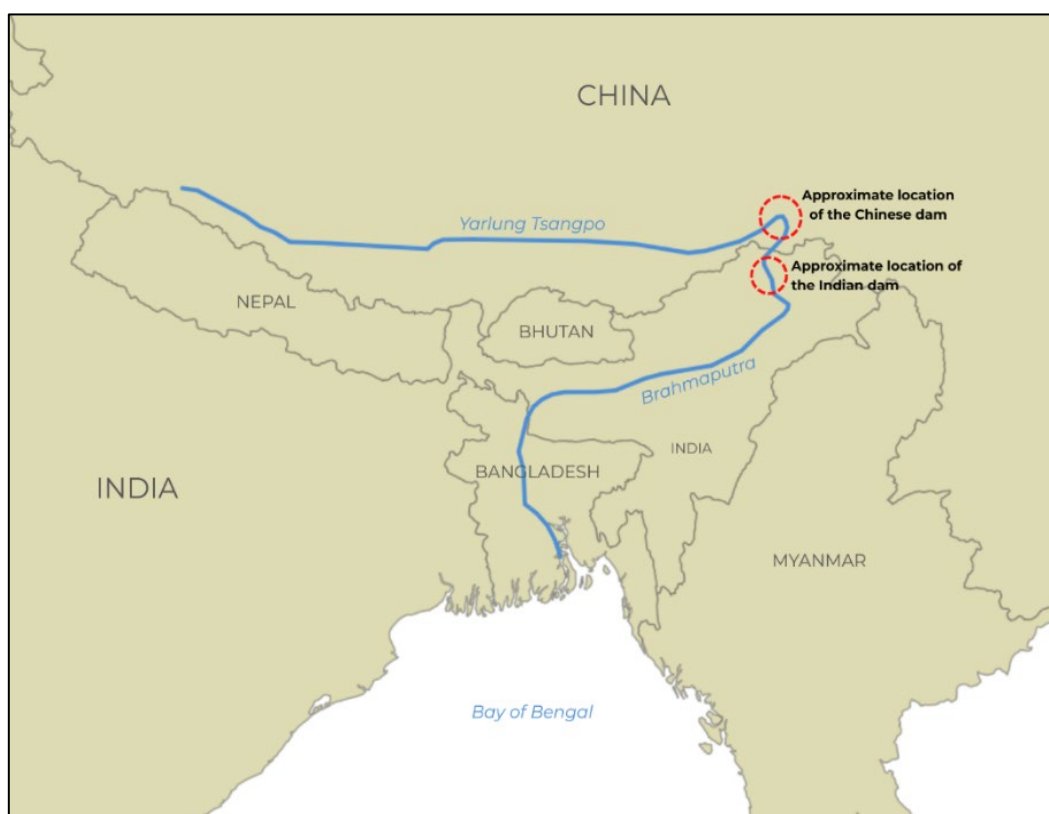 CHINA
Approximate location
of the Chinese dam
Yarlung Tsangpo
Approximate location of
the Indian dam
NEPAL
BHUTAN
Brahmaputra
INDIA
BANGLADESH
INDIA
MYANMAR
Bay of Bengal